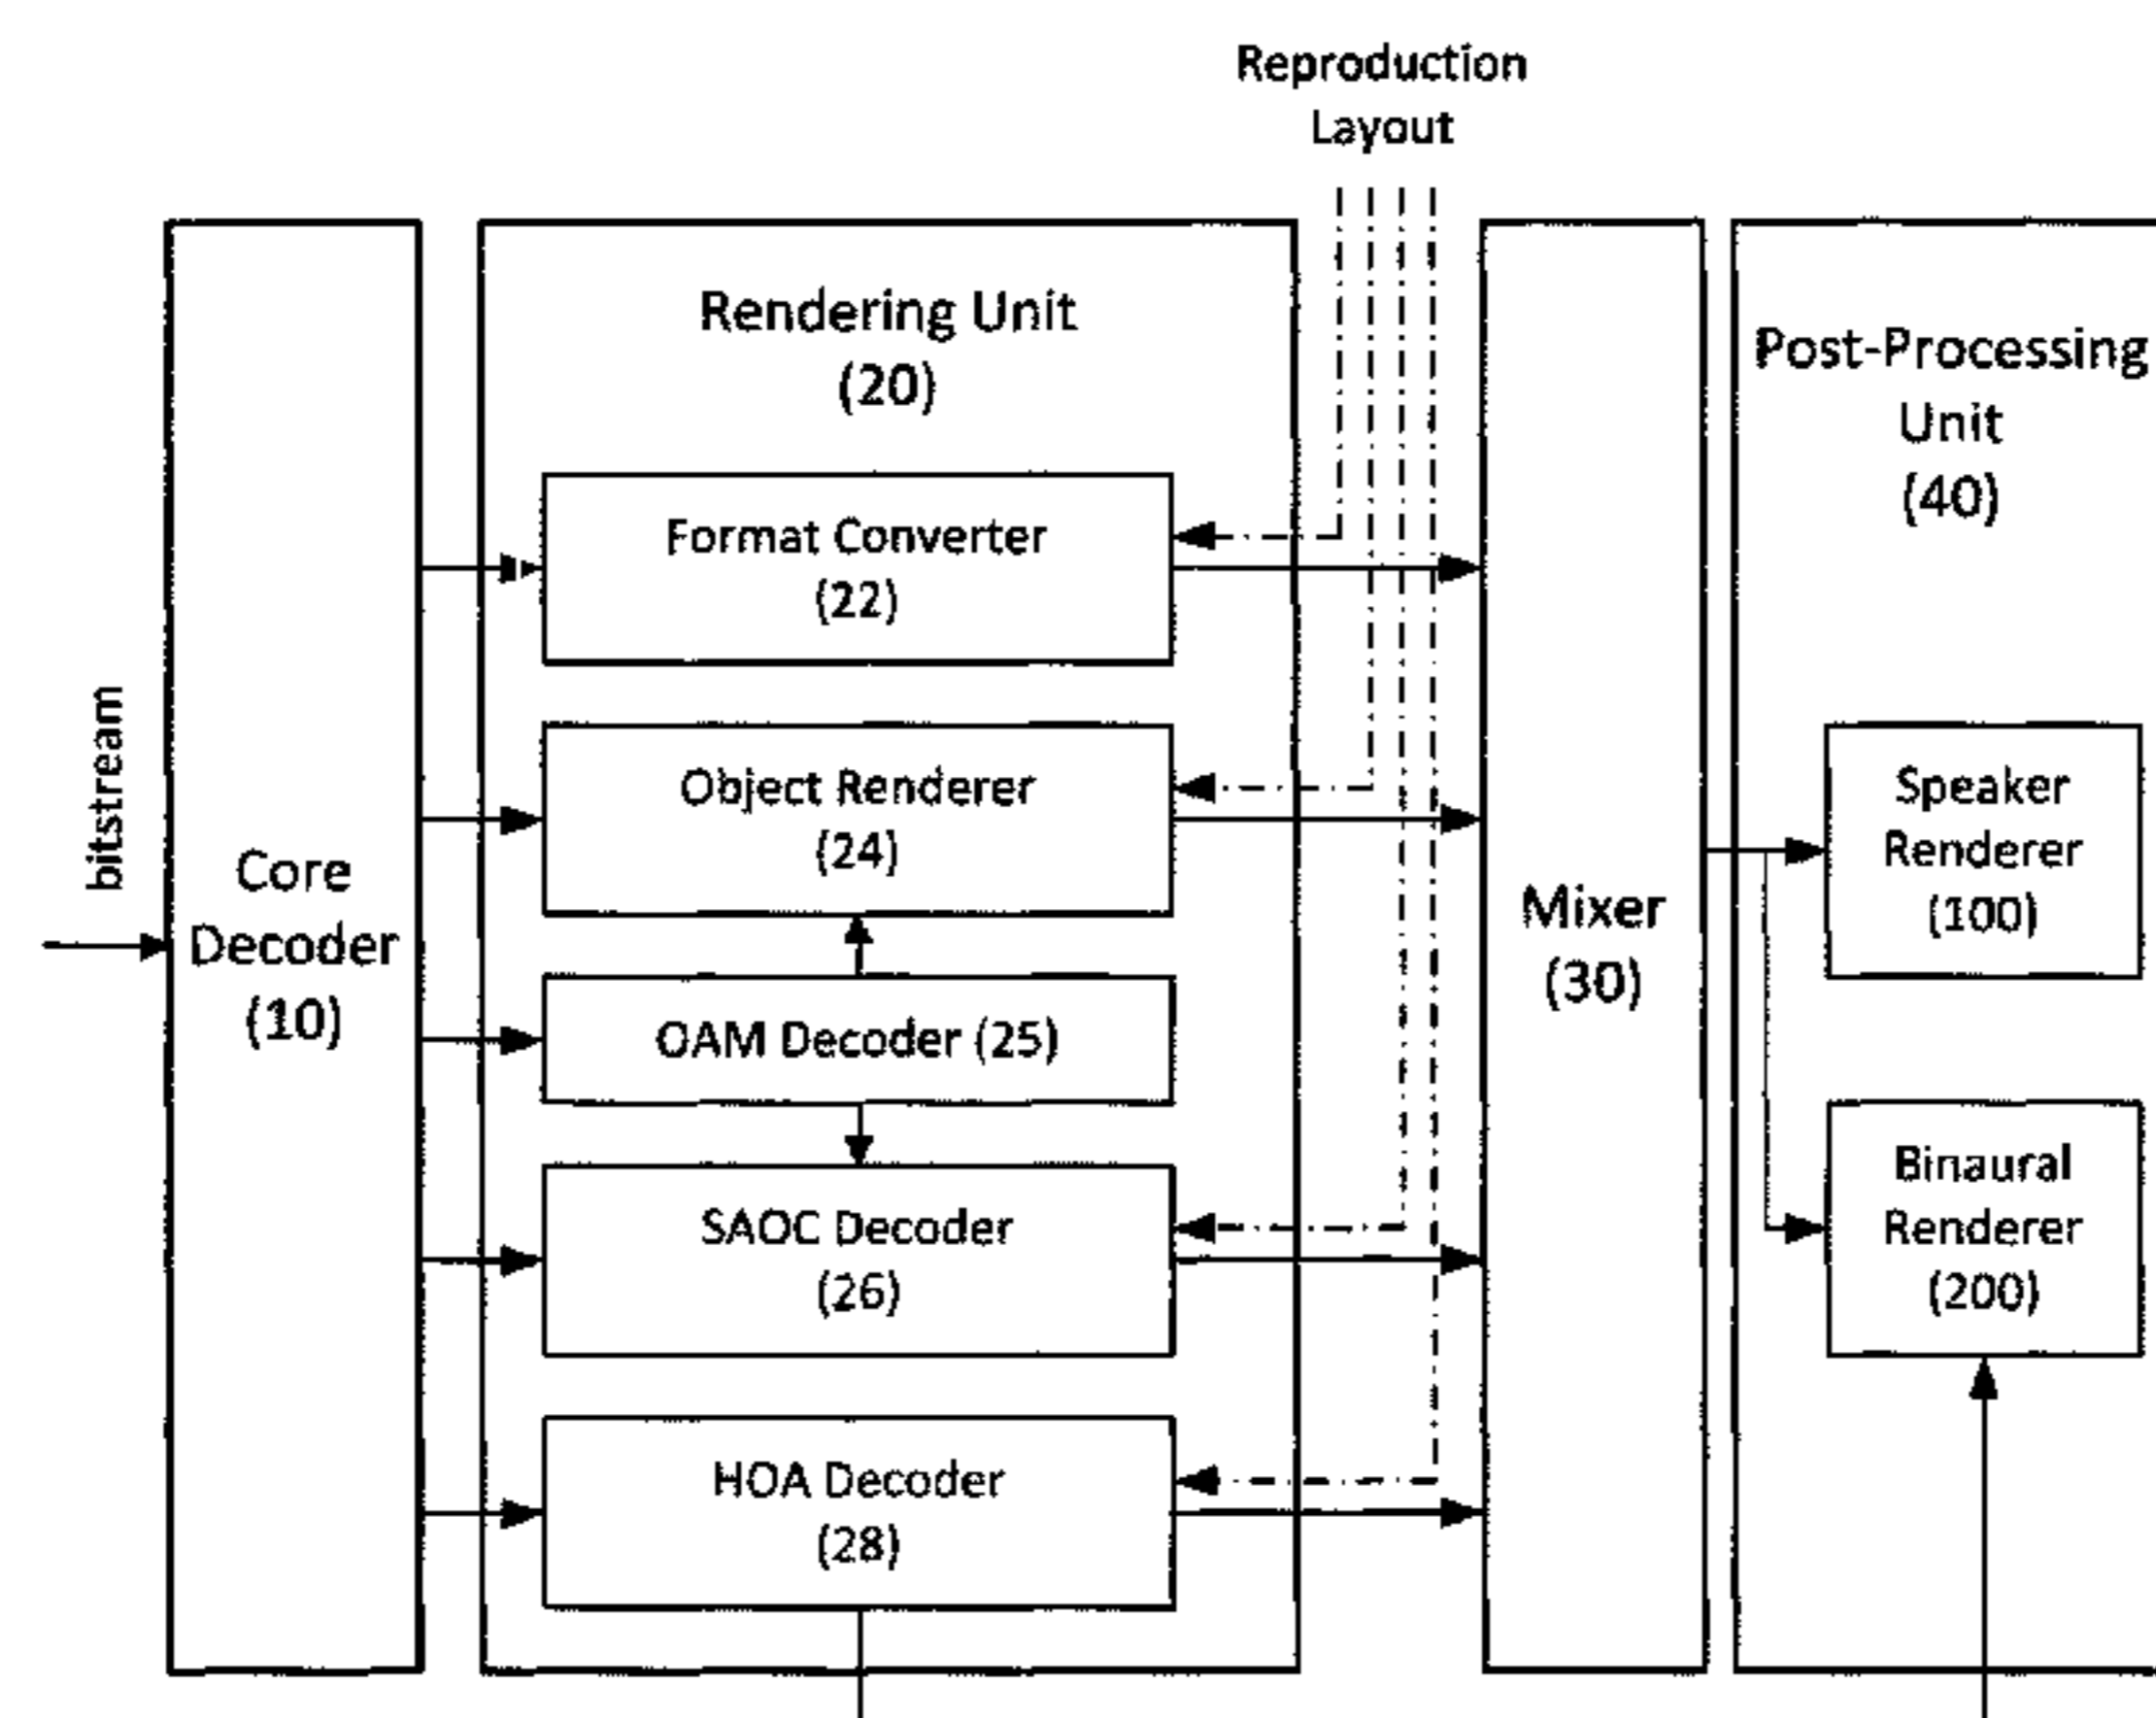 Reproduction
Layout
bitstream
Core
Decoder
(10)
Rendering Unit
(20)
Format Converter
(22)
Object Renderer
(24)
OAM Decoder (25)
SAOC Decoder
(26)
HOA Decoder
(28)
Mixer
(30)
Post-Processing
Unit
(40)
Speaker
Renderer
(100)
Binaural
Renderer
(200)